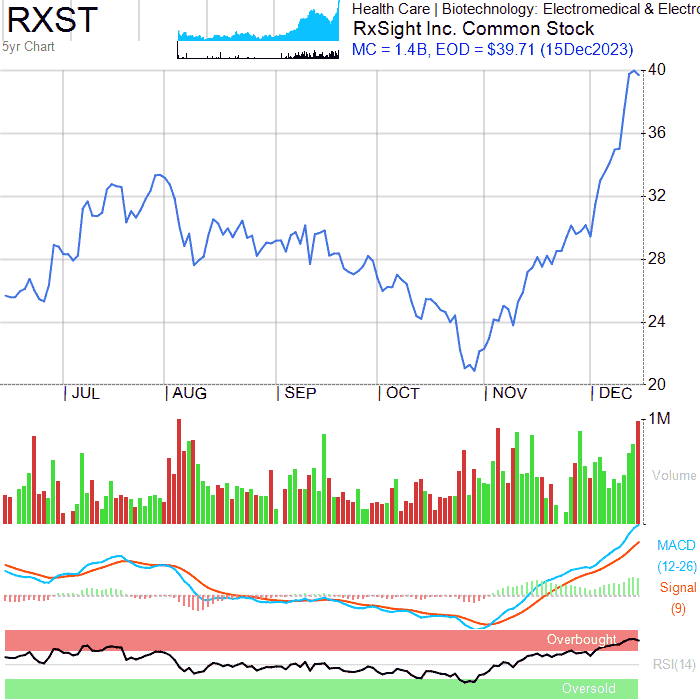 RXST
5yr Chart
Health Care | Biotechnology: Electromedical & Electro
RxSight Inc. Common Stock
MC = 1.4B, EOD = $39.71 (15Dec2023)
40
36
32
28
24
20
JUL AUG SEP OCT NOV DEC
1M
Volume
MACD
(12-26)
Signal
(9)
Overbought
RSI(14)
Oversold